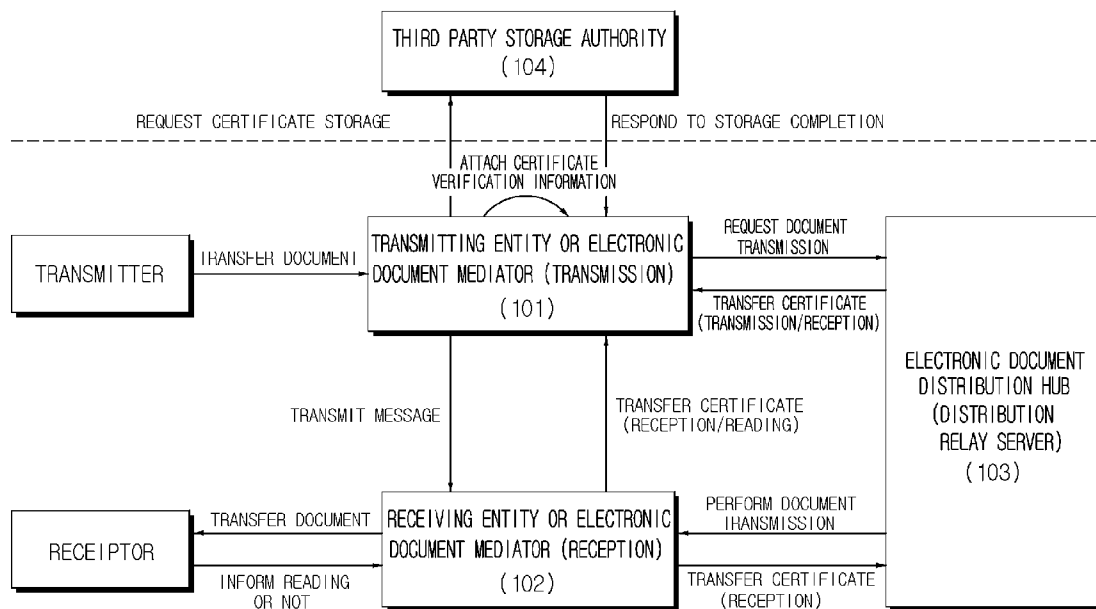 THIRD PARTY STORAGE AUTHORITY
(104)
REQUEST CERTIFICATE STORAGE
RESPOND TO STORAGE COMPLETION
ATTACH CERTIFICATE
VERIFICATION INFORMATION
TRANSMITTER
TRANSFER DOCUMENT
TRANSMITTING ENTITY OR ELECTRONIC
DOCUMENT MEDIATOR (TRANSMISSION)
(101)
REQUEST DOCUMENT
TRANSMISSION
TRANSFER CERTIFICATE
(TRANSMISSION/RECEPTION)
ELECTRONIC DOCUMENT
DISTRIBUTION HUB
(DISTRIBUTION
RELAY SERVER)
(103)
TRANSMIT MESSAGE
TRANSFER CERTIFICATE
(RECEPTION/READING)
RECEIPTOR
TRANSFER DOCUMENT
INFORM READING
OR NOT
RECEIVING ENTITY OR ELECTRONIC
DOCUMENT MEDIATOR (RECEPTION)
(102)
PERFORM DOCUMENT
TRANSMISSION
TRANSFER CERTIFICATE
(RECEPTION)